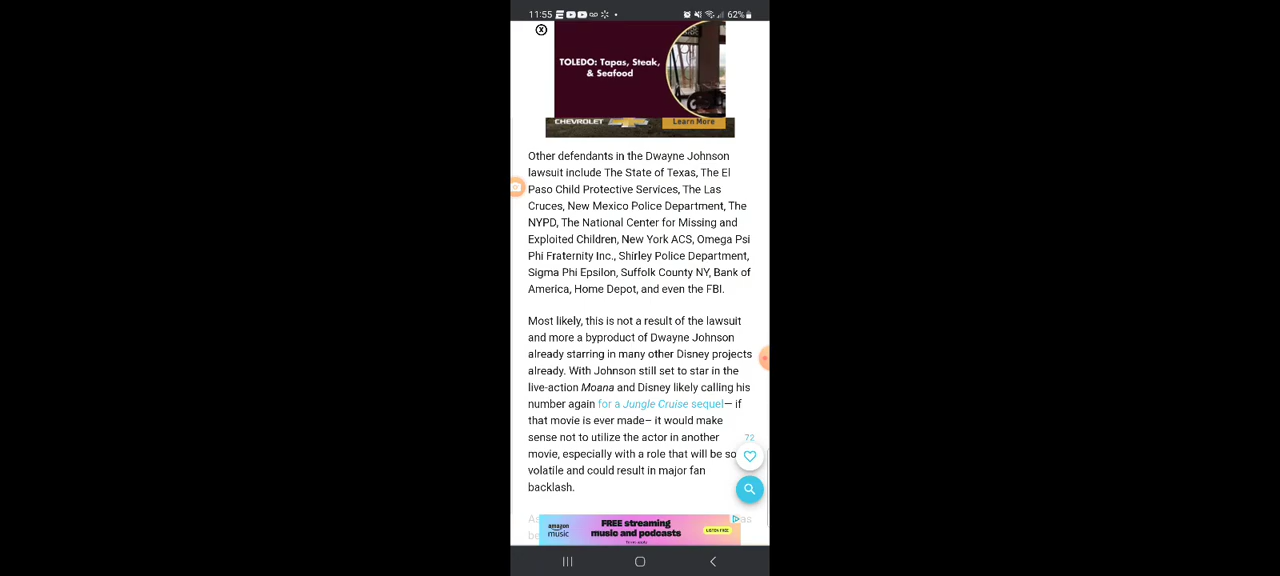 11:55
62%
TOLEDO: Tapas, Steak,
& Seafood
CHEVROLET
Learn More
Other defendants in the Dwayne Johnson
lawsuit include The State of Texas, The El
Paso Child Protective Services, The Las
Cruces, New Mexico Police Department, The
NYPD, The National Center for Missing and
Exploited Children, New York ACS, Omega Psi
Phi Fraternity Inc., Shirley Police Department,
Sigma Phi Epsilon, Suffolk County NY, Bank of
America, Home Depot, and even the FBI.
Most likely, this is not a result of the lawsuit
and more a byproduct of Dwayne Johnson
already starring in many other Disney projects
already. With Johnson still set to star in the
live-action Moana and Disney likely calling his
number again for a Jungle Cruise sequel— if
that movie is ever made– it would make
sense not to utilize the actor in another
72
movie, especially with a role that will be so
volatile and could result in major fan
backlash.
As
as
be
amazon
music
FREE streaming
music and podcasts
LISTEN FREE